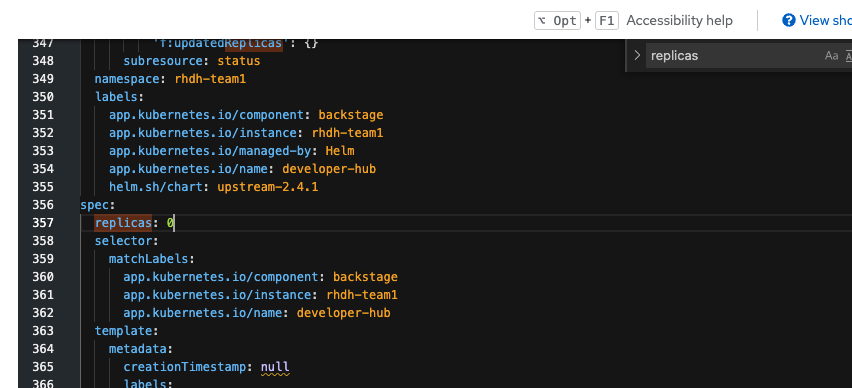 ⌥ Opt + F1 Accessibility help View sho
347 'f:updatedReplicas': {}
replicas Aa
348 subresource: status
349 namespace: rhdh-team1
350 labels:
351 app.kubernetes.io/component: backstage
352 app.kubernetes.io/instance: rhdh-team1
353 app.kubernetes.io/managed-by: Helm
354 app.kubernetes.io/name: developer-hub
355 helm.sh/chart: upstream-2.4.1
356 spec:
357 replicas: 0
358 selector:
359 matchLabels:
360 app.kubernetes.io/component: backstage
361 app.kubernetes.io/instance: rhdh-team1
362 app.kubernetes.io/name: developer-hub
363 template:
364 metadata:
365 creationTimestamp: null
366 labels: